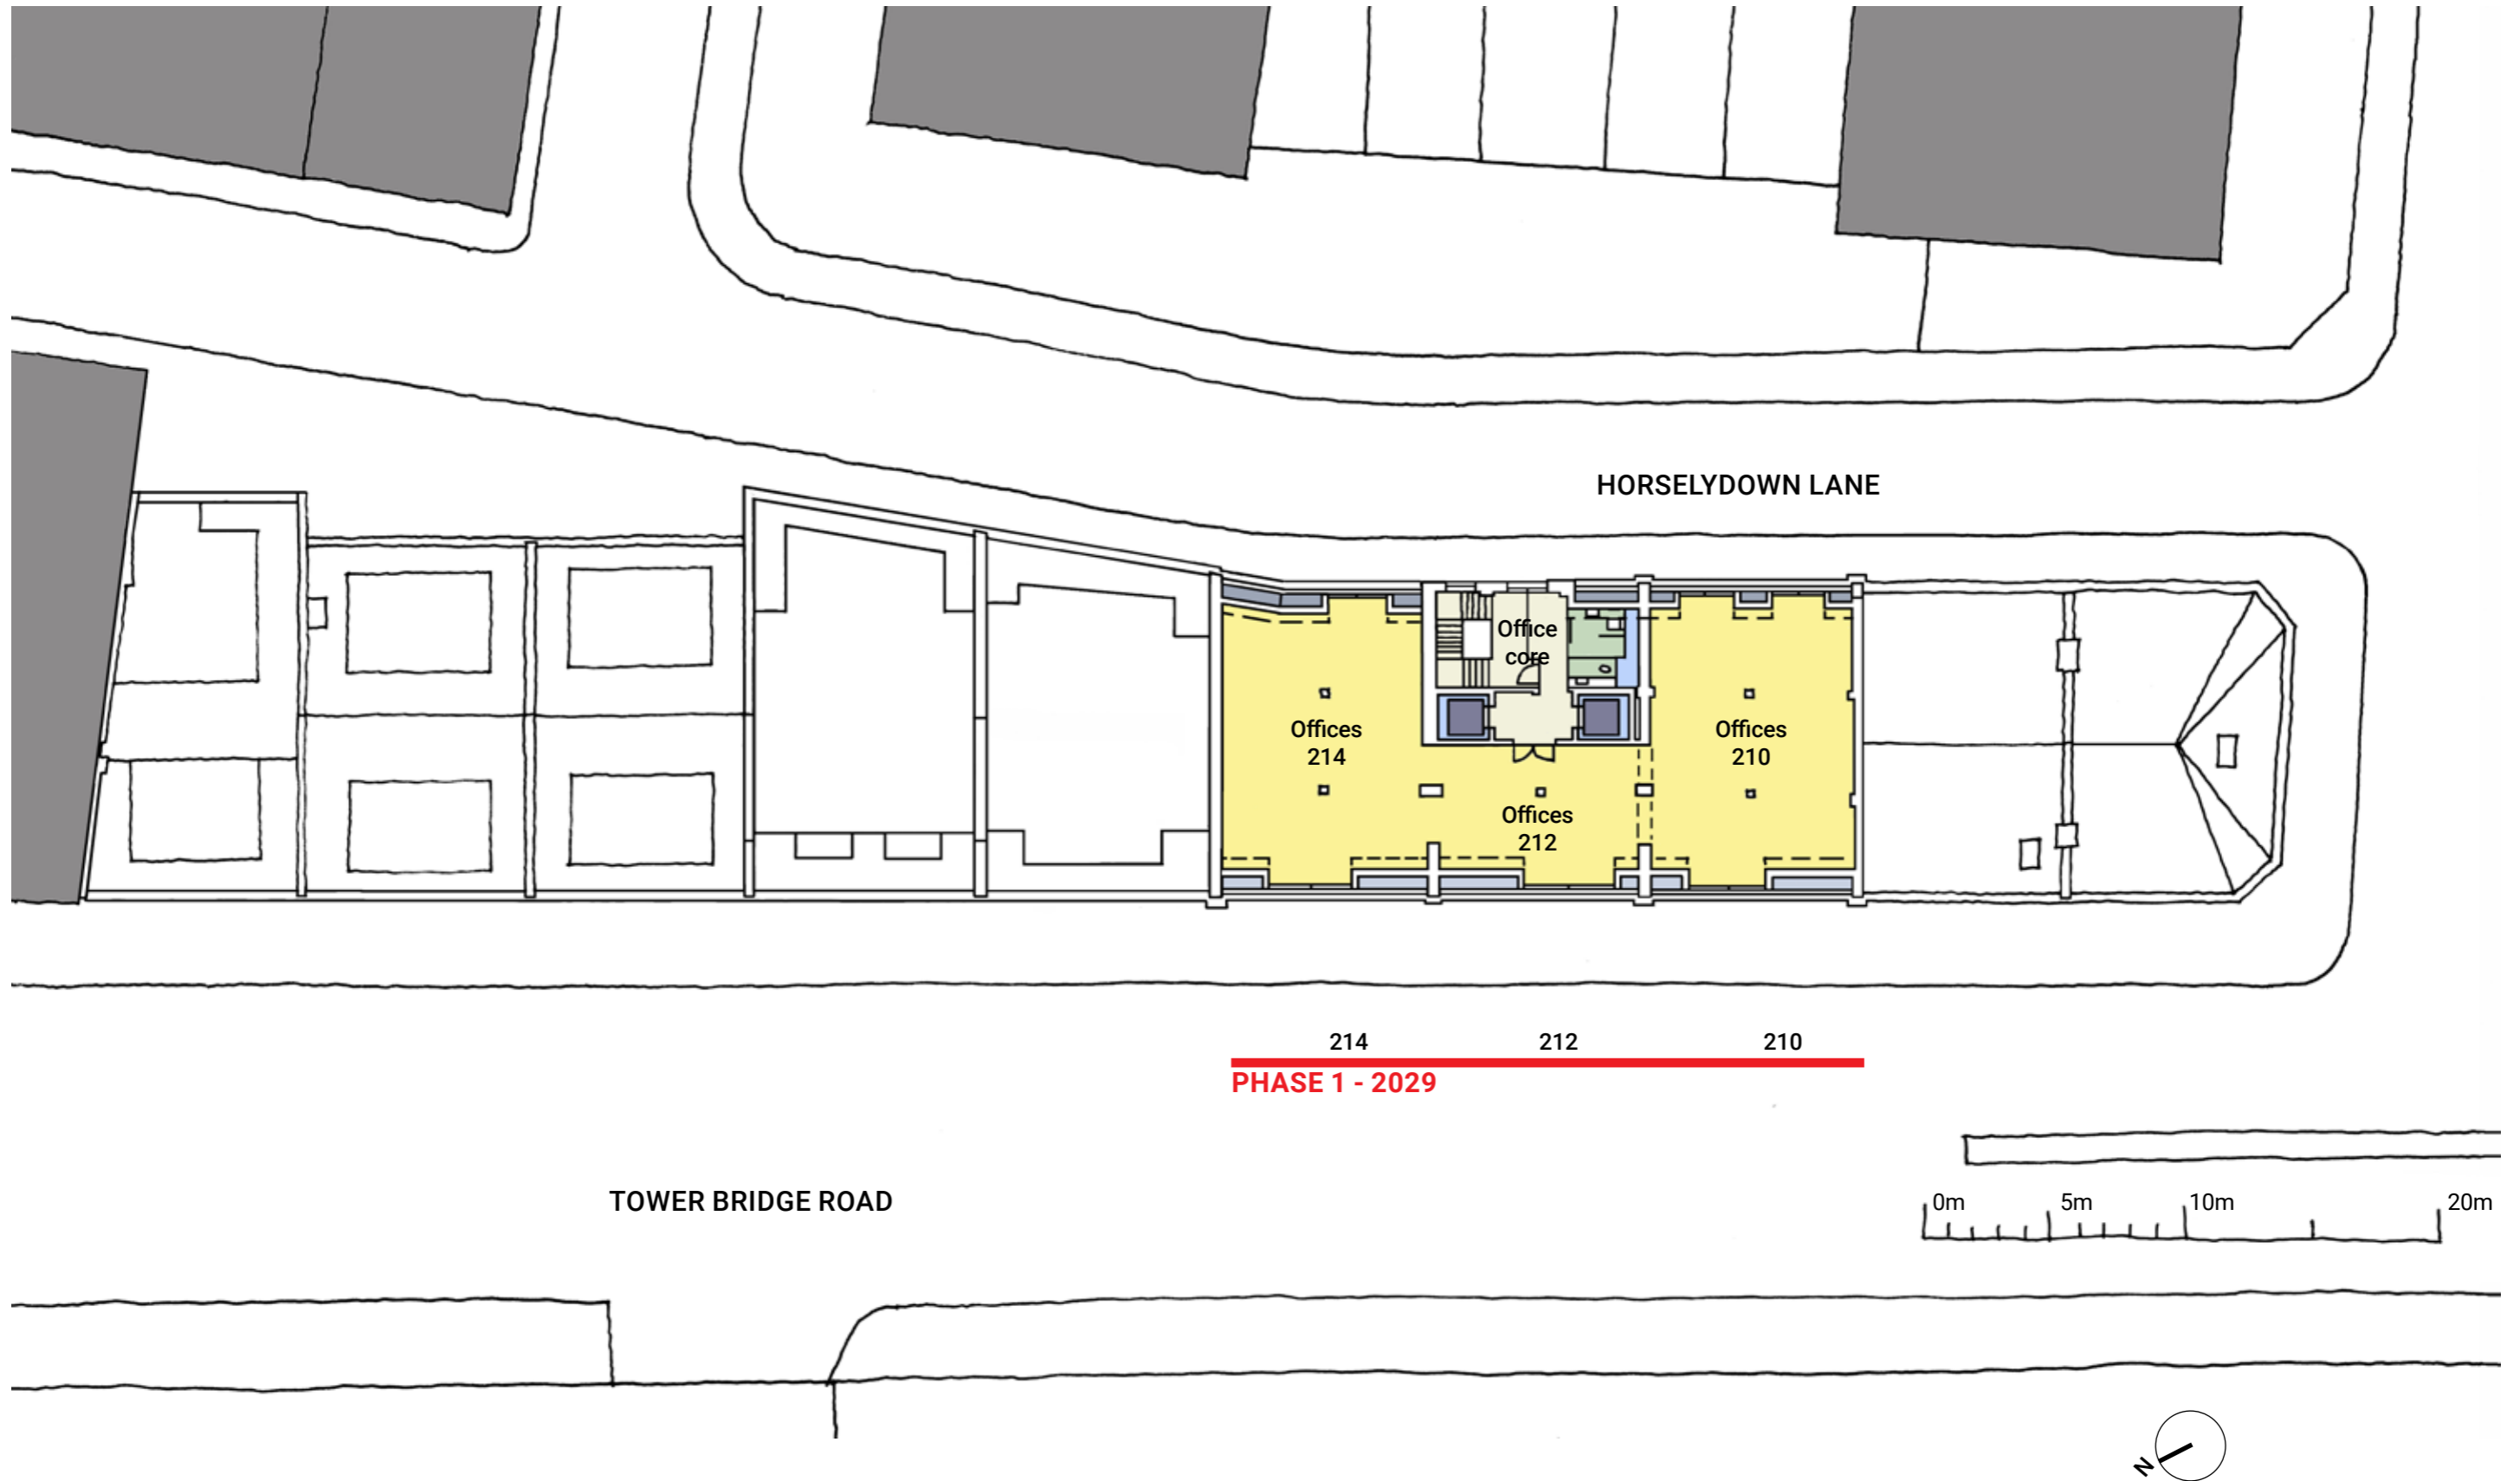 HORSELYDOWN LANE
Office
core
Offices
214
Offices
210
Offices
212
214
212
210
PHASE 1 - 2029
TOWER BRIDGE ROAD
0m
5m
10m
20m
N